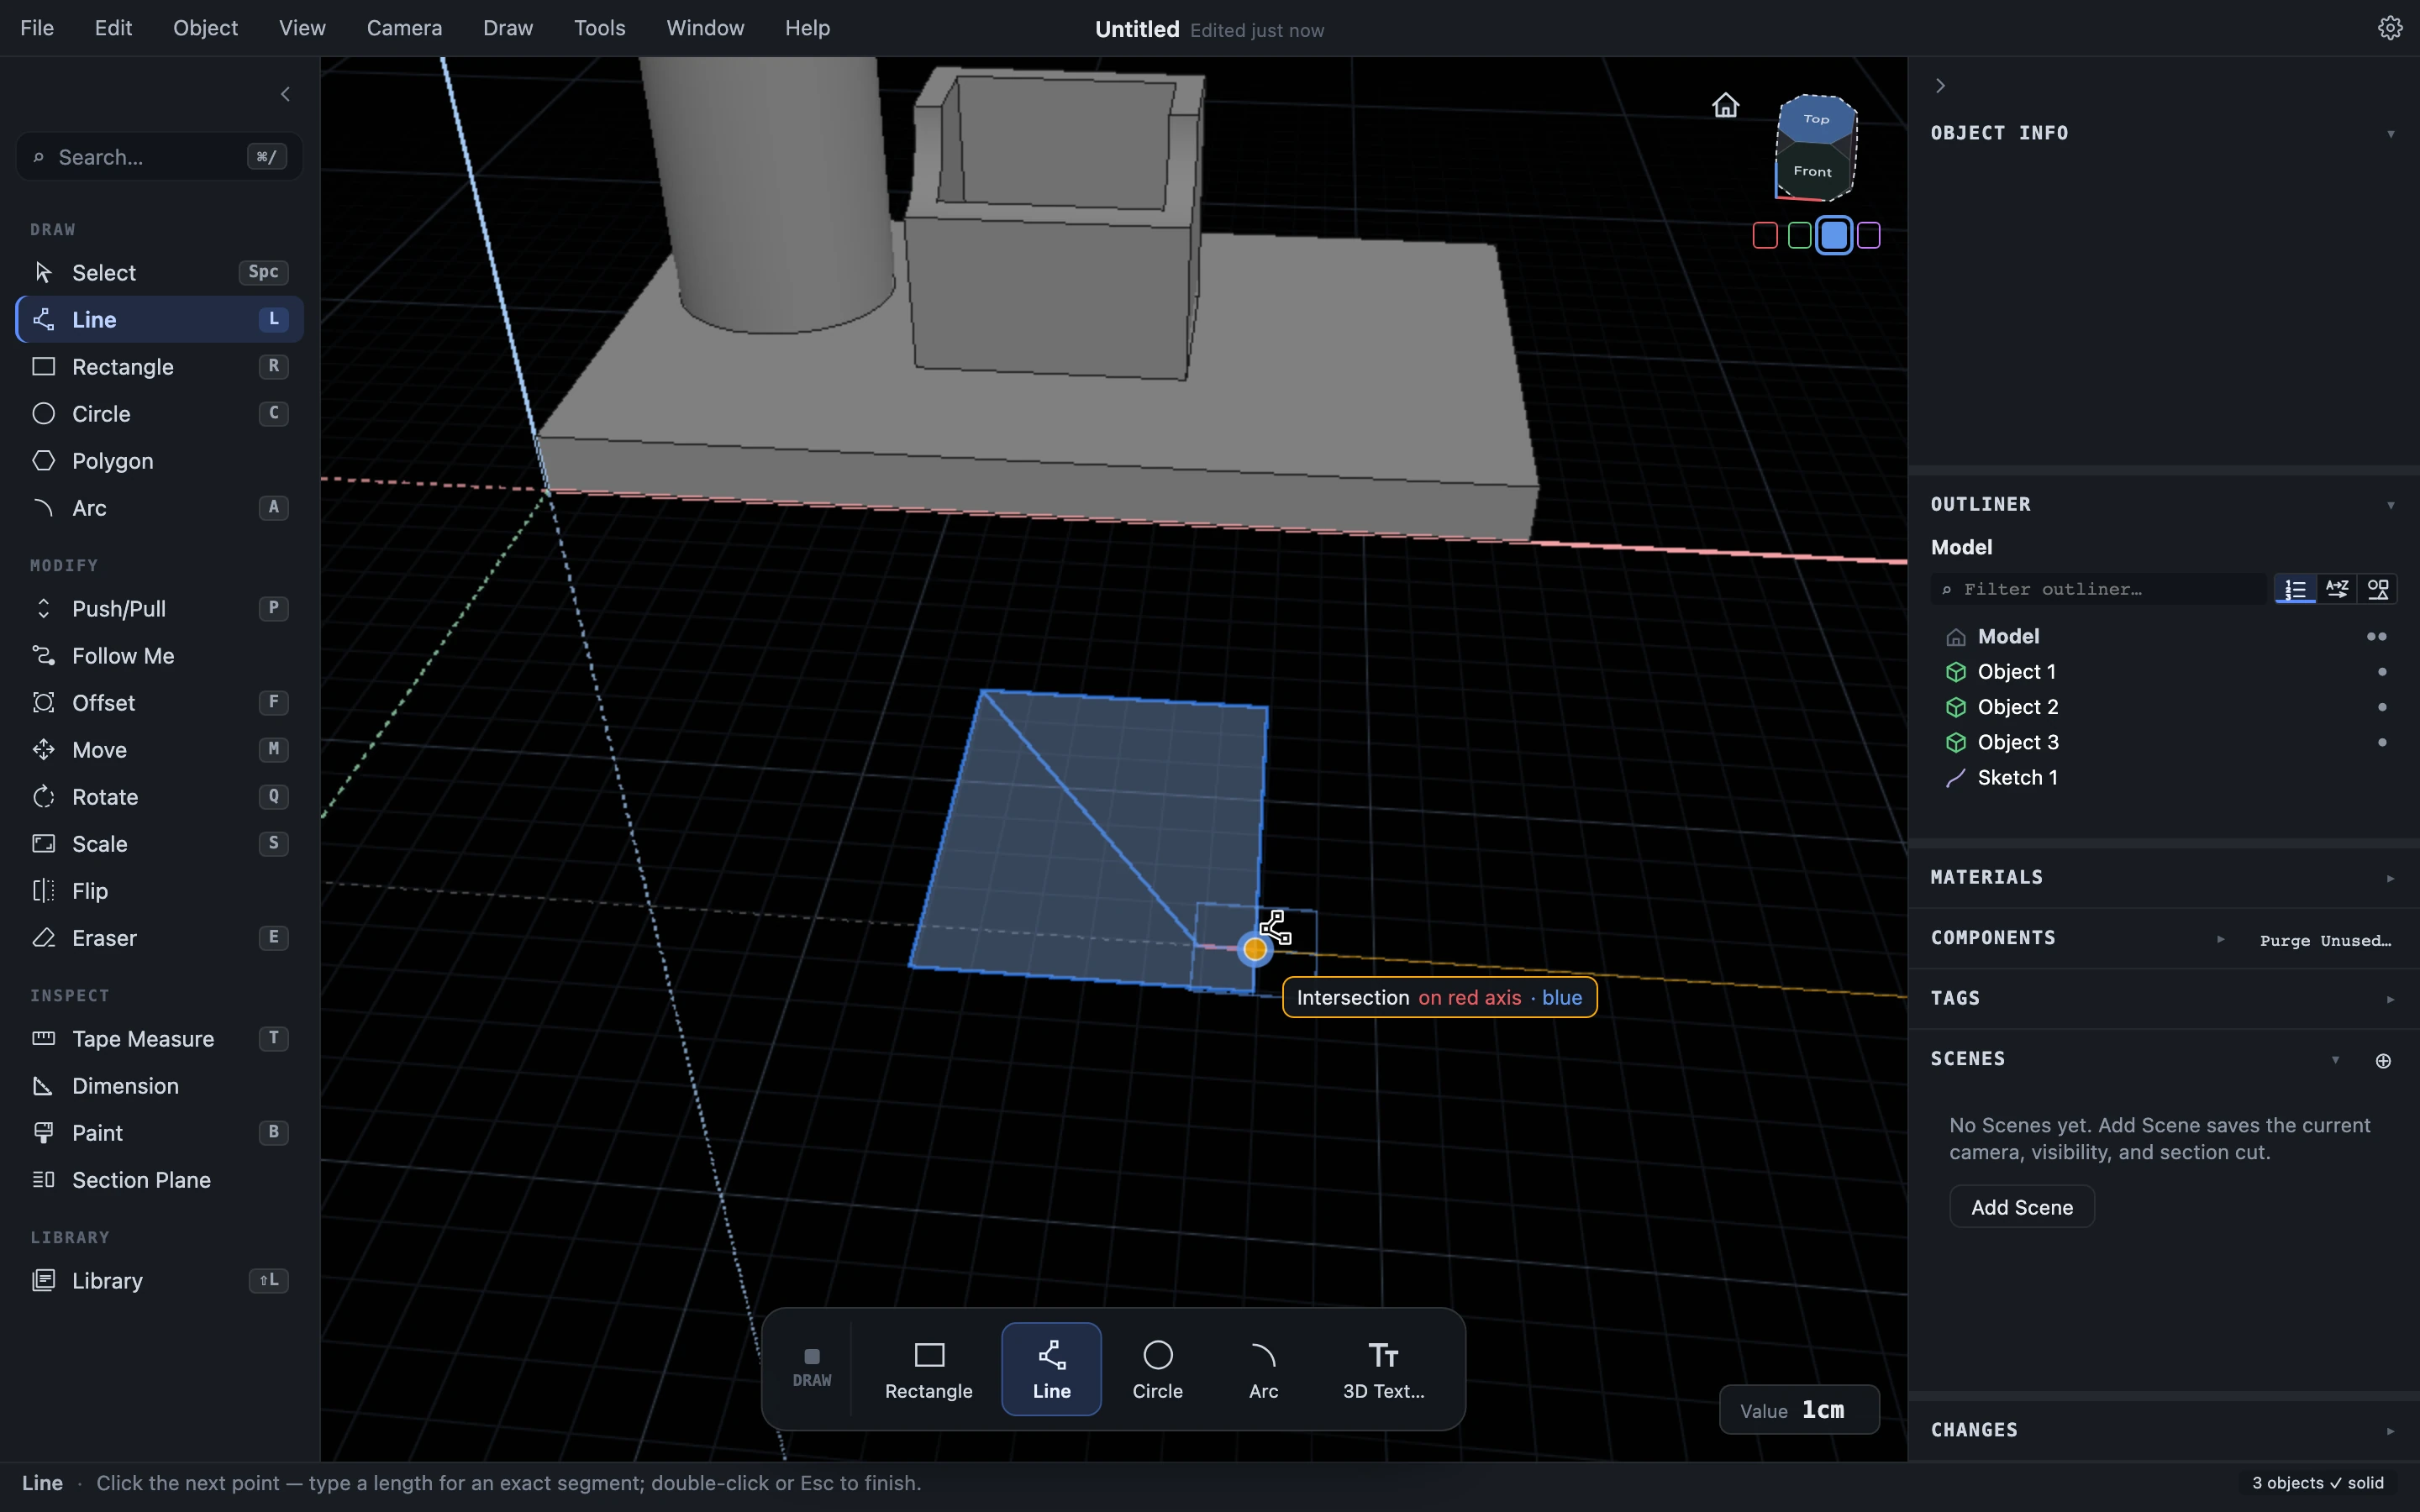 File Edit Object View Camera Draw Tools Window Help
Untitled Edited just now
Search... ⌘/
DRAW
Select Spc
Line L
Rectangle R
Circle C
Polygon
Arc A
MODIFY
Push/Pull P
Follow Me
Offset F
Move M
Rotate Q
Scale S
Flip
Eraser E
INSPECT
Tape Measure T
Dimension
Paint B
Section Plane
LIBRARY
Library ⇧L
Top
Front
Intersection on red axis · blue
DRAW
Rectangle
Line
Circle
Arc
3D Text...
Value 1cm
OBJECT INFO
OUTLINER
Model
Filter outliner…
Model
Object 1
Object 2
Object 3
Sketch 1
MATERIALS
COMPONENTS Purge Unused…
TAGS
SCENES
No Scenes yet. Add Scene saves the current
camera, visibility, and section cut.
Add Scene
CHANGES
Line · Click the next point — type a length for an exact segment; double-click or Esc to finish.
3 objects ✓ solid